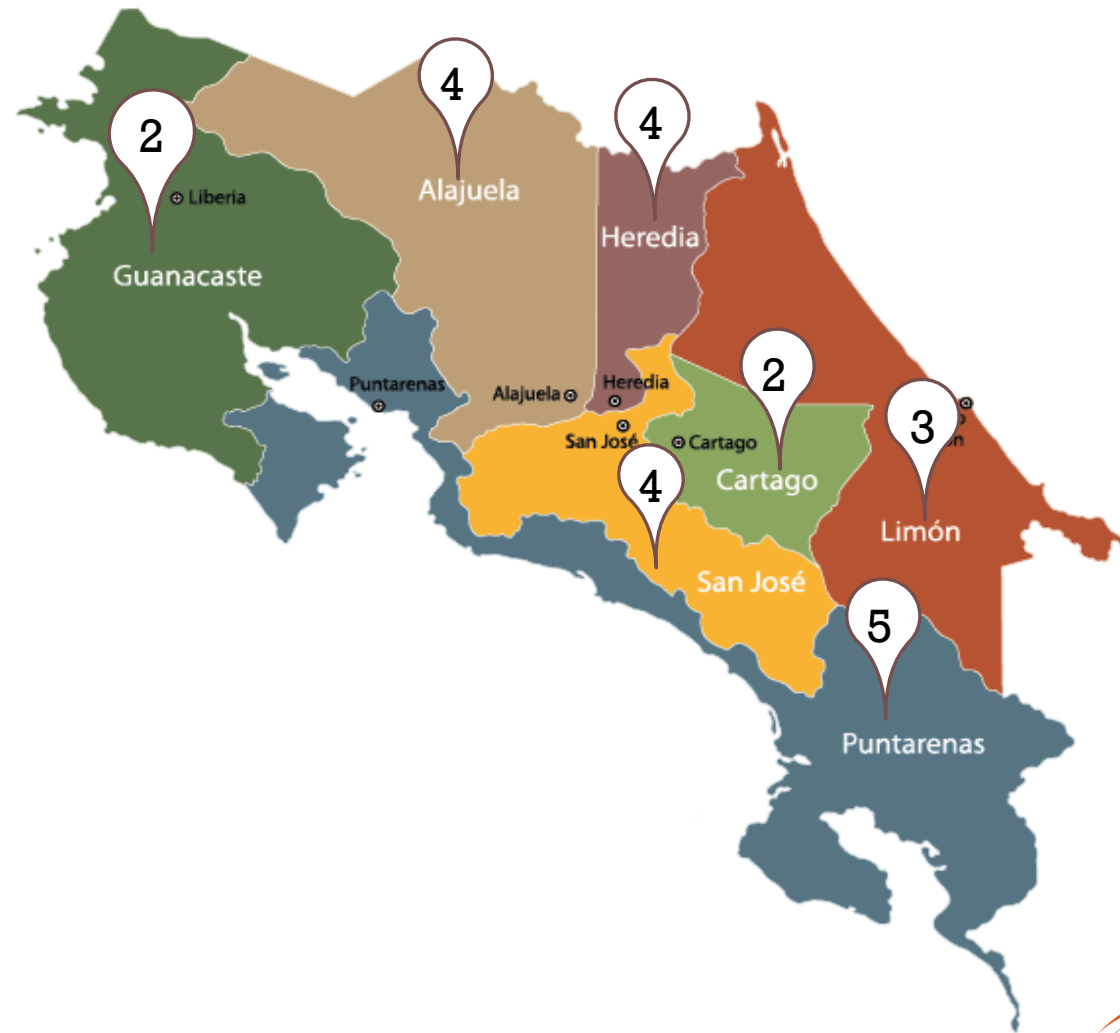 4
4
2
Alajuela
Liberia
Heredia
Guanacaste
2
Puntarenas
Heredia
Alajuela
3
San José
Cartago
4
Cartago
Limón
San José
5
Puntarenas